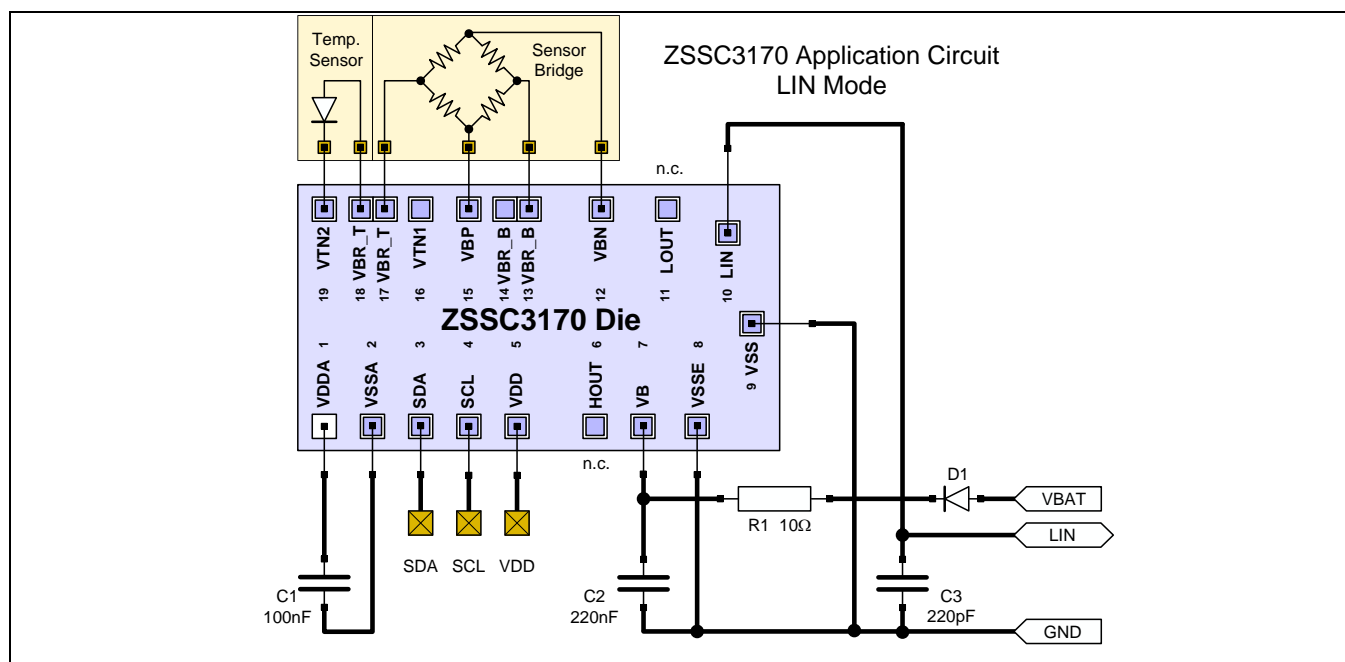 Temp.
Sensor
Sensor
Bridge
ZSSC3170 Application Circuit
LIN Mode
n.c.
VTN2
VBR_T
VBR_T
VTN1
VBP
VBR_B
VBR_B
VBN
LOUT
LIN
19
18
17
16
15
14
13
12
11
10
ZSSC3170 Die
VSS
9
1
2
3
4
5
6
7
8
VDDA
VSSA
SDA
SCL
VDD
HOUT
VB
VSSE
n.c.
D1
VBAT
R1 10Ω
LIN
SDA
SCL
VDD
C1
100nF
C2
220nF
C3
220pF
GND